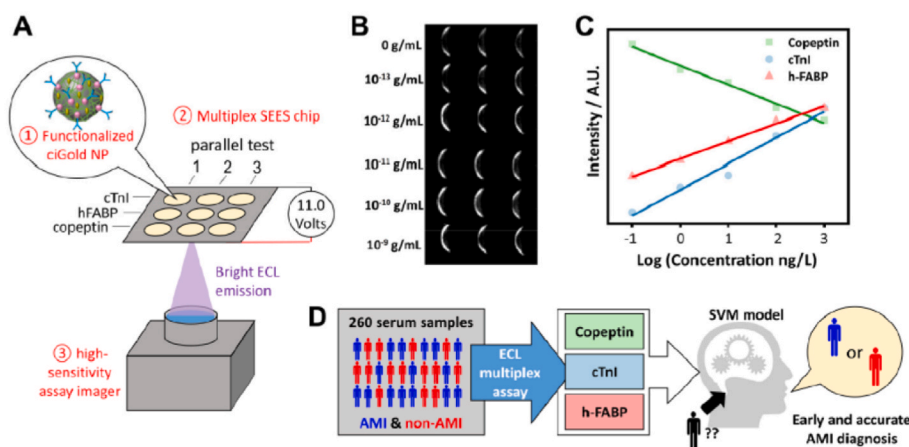 A
① Functionalized
ciGold NP
② Multiplex SEES chip
parallel test
1 2 3
cTnI
hFABP
copeptin
11.0
Volts
Bright ECL
emission
③ high-
sensitivity
assay imager
B
0 g/mL
10⁻¹³ g/mL
10⁻¹² g/mL
10⁻¹¹ g/mL
10⁻¹⁰ g/mL
10⁻⁹ g/mL
C
Intensity / A.U.
Copeptin
cTnI
h-FABP
-1 0 1 2 3
Log (Concentration ng/L)
D
260 serum samples
AMI & non-AMI
ECL
multiplex
assay
Copeptin
cTnI
h-FABP
SVM model
??
or
Early and accurate
AMI diagnosis